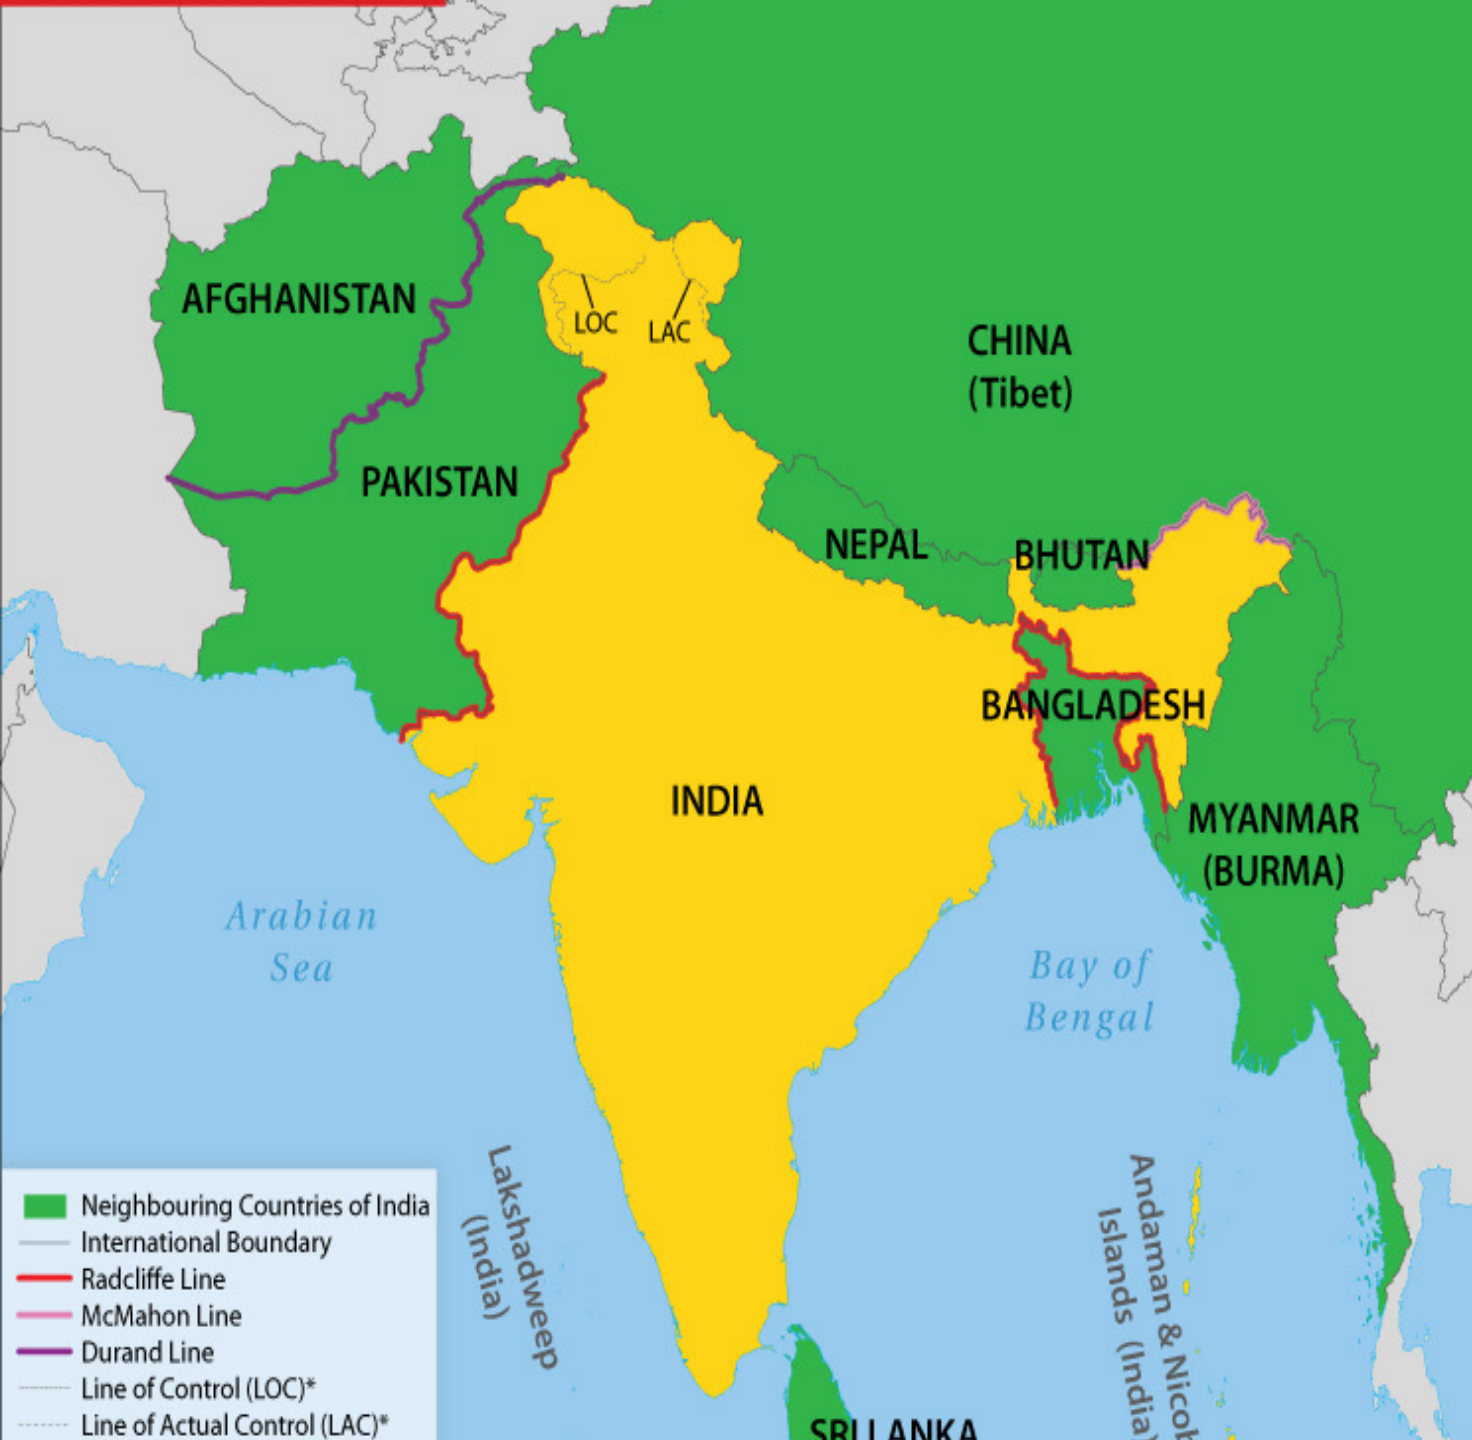 AFGHANISTAN
LOC
LAC
CHINA
(Tibet)
PAKISTAN
NEPAL
BHUTAN
BANGLADESH
INDIA
MYANMAR
(BURMA)
Arabian
Sea
Bay of
Bengal
Lakshadweep
(India)
Andaman & Nicob
Islands (India)
SRI LANKA
Neighbouring Countries of India
International Boundary
Radcliffe Line
McMahon Line
Durand Line
Line of Control (LOC)*
Line of Actual Control (LAC)*